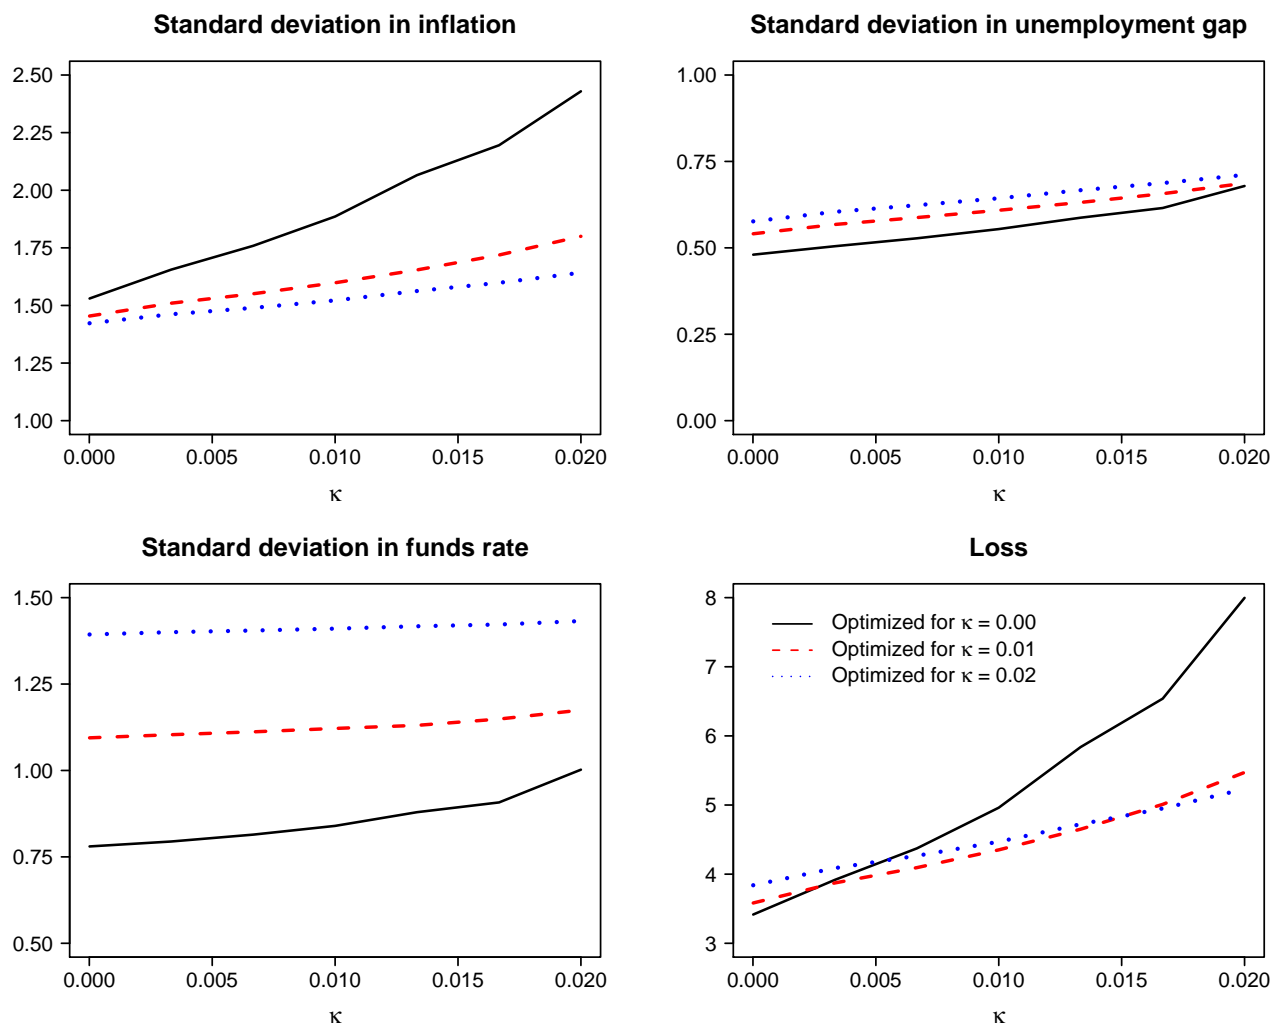 Standard deviation in inflation
2.50
2.25
2.00
1.75
1.50
1.25
1.00
0.000 0.005 0.010 0.015 0.020
κ
Standard deviation in unemployment gap
1.00
0.75
0.50
0.25
0.00
0.000 0.005 0.010 0.015 0.020
κ
Standard deviation in funds rate
1.50
1.25
1.00
0.75
0.50
0.000 0.005 0.010 0.015 0.020
κ
Loss
8
7
6
5
4
3
Optimized for κ = 0.00
Optimized for κ = 0.01
Optimized for κ = 0.02
0.000 0.005 0.010 0.015 0.020
κ